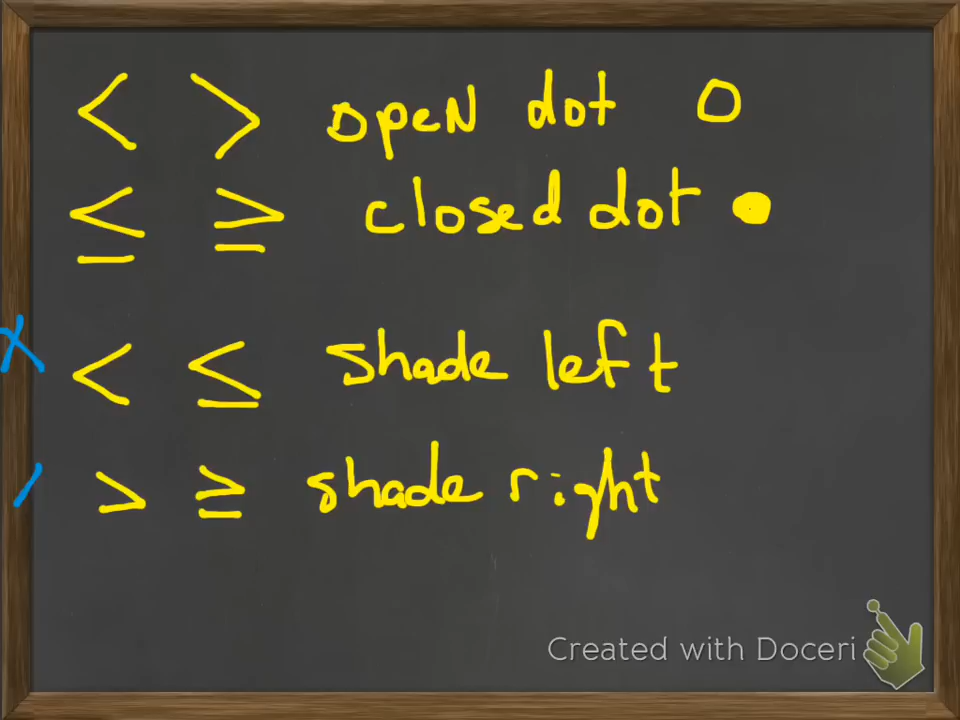 < > open dot O
≤ ≥ closed dot ●
x < ≤ shade left
> ≥ shade right
Created with Doceri